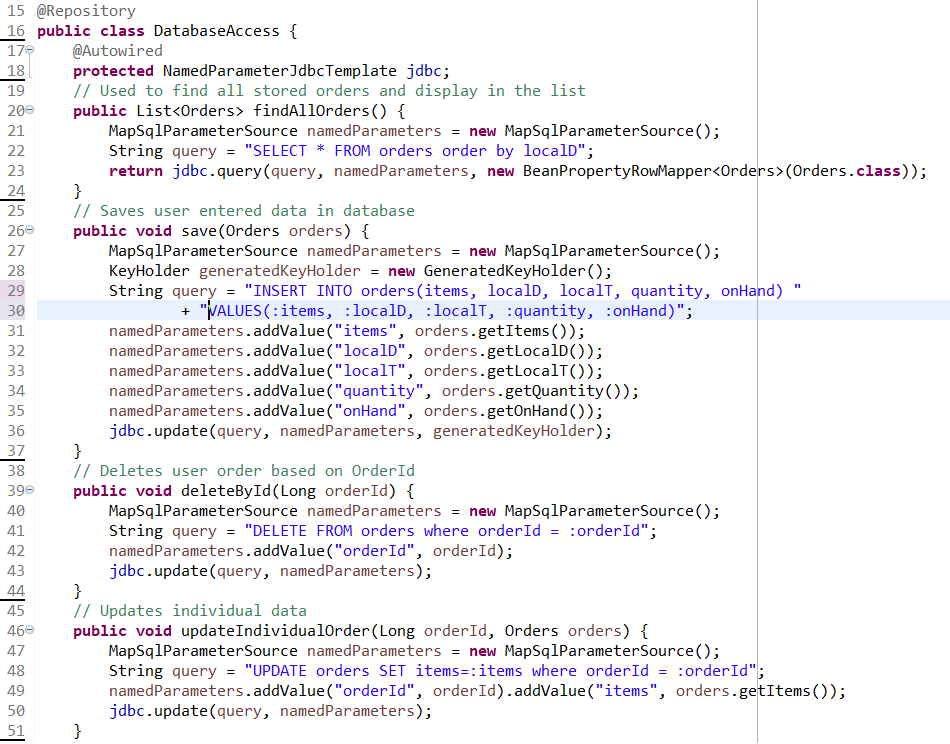 15 @Repository
16 public class DatabaseAccess {
17 @Autowired
18 protected NamedParameterJdbcTemplate jdbc;
19 // Used to find all stored orders and display in the list
20 public List<Orders> findAllOrders() {
21 MapSqlParameterSource namedParameters = new MapSqlParameterSource();
22 String query = "SELECT * FROM orders order by localD";
23 return jdbc.query(query, namedParameters, new BeanPropertyRowMapper<Orders>(Orders.class));
24 }
25 // Saves user entered data in database
26 public void save(Orders orders) {
27 MapSqlParameterSource namedParameters = new MapSqlParameterSource();
28 KeyHolder generatedKeyHolder = new GeneratedKeyHolder();
29 String query = "INSERT INTO orders(items, localD, localT, quantity, onHand) "
30 + "VALUES(:items, :localD, :localT, :quantity, :onHand)";
31 namedParameters.addValue("items", orders.getItems());
32 namedParameters.addValue("localD", orders.getLocalD());
33 namedParameters.addValue("localT", orders.getLocalT());
34 namedParameters.addValue("quantity", orders.getQuantity());
35 namedParameters.addValue("onHand", orders.getOnHand());
36 jdbc.update(query, namedParameters, generatedKeyHolder);
37 }
38 // Deletes user order based on OrderId
39 public void deleteById(Long orderId) {
40 MapSqlParameterSource namedParameters = new MapSqlParameterSource();
41 String query = "DELETE FROM orders where orderId = :orderId";
42 namedParameters.addValue("orderId", orderId);
43 jdbc.update(query, namedParameters);
44 }
45 // Updates individual data
46 public void updateIndividualOrder(Long orderId, Orders orders) {
47 MapSqlParameterSource namedParameters = new MapSqlParameterSource();
48 String query = "UPDATE orders SET items=:items where orderId = :orderId";
49 namedParameters.addValue("orderId", orderId).addValue("items", orders.getItems());
50 jdbc.update(query, namedParameters);
51 }